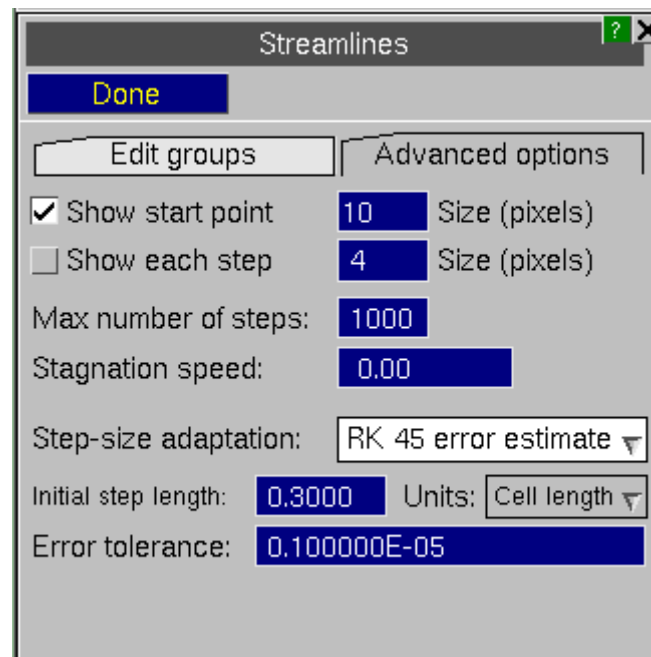 Streamlines ? X
Done
Edit groups Advanced options
Show start point 10 Size (pixels)
Show each step 4 Size (pixels)
Max number of steps: 1000
Stagnation speed: 0.00
Step-size adaptation: RK 45 error estimate
Initial step length: 0.3000 Units: Cell length
Error tolerance: 0.100000E-05